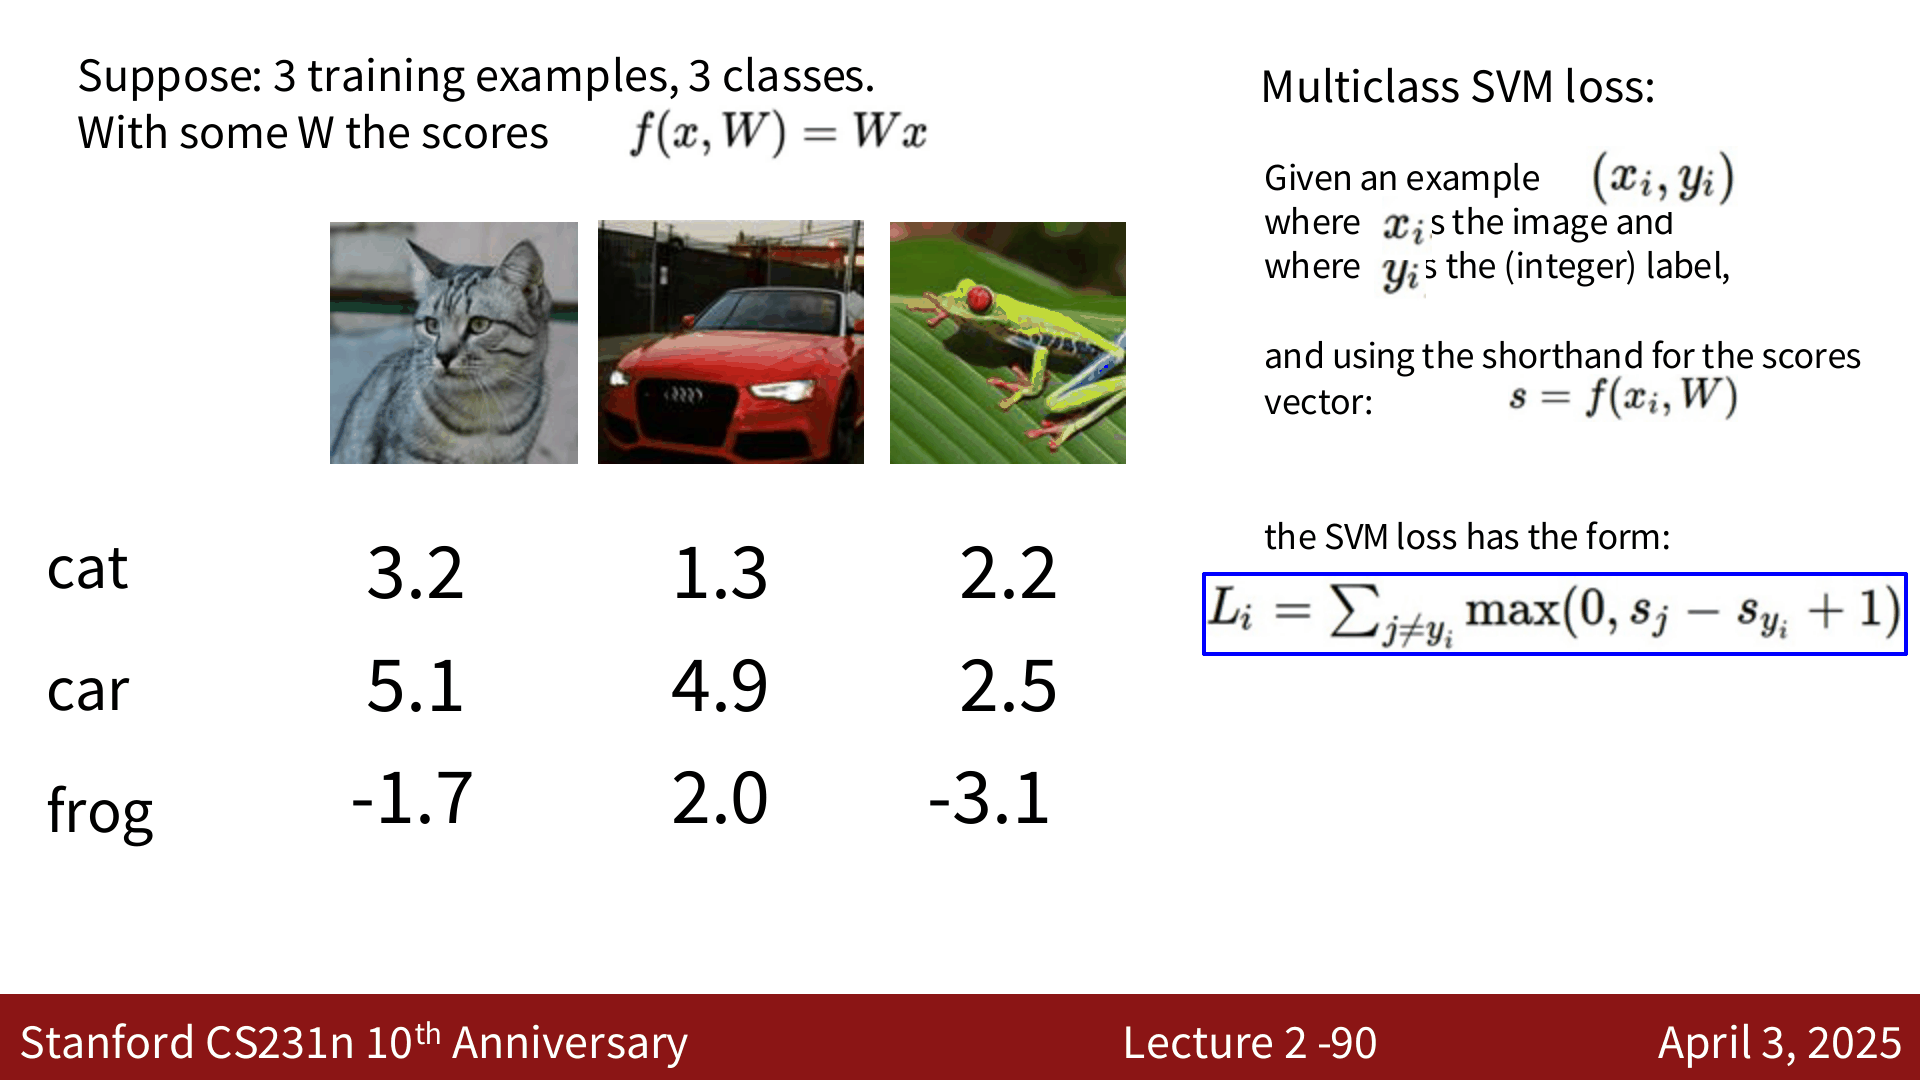 Suppose: 3 training examples, 3 classes.
With some W the scores f(x, W) = Wx
cat 3.2 1.3 2.2
car 5.1 4.9 2.5
frog -1.7 2.0 -3.1
Multiclass SVM loss:
Given an example (x_i, y_i)
where x_i s the image and
where y_i s the (integer) label,
and using the shorthand for the scores
vector: s = f(x_i, W)
the SVM loss has the form:
L_i = ∑_{j≠y_i} max(0, s_j − s_{y_i} + 1)
Stanford CS231n 10th Anniversary Lecture 2 -90 April 3, 2025